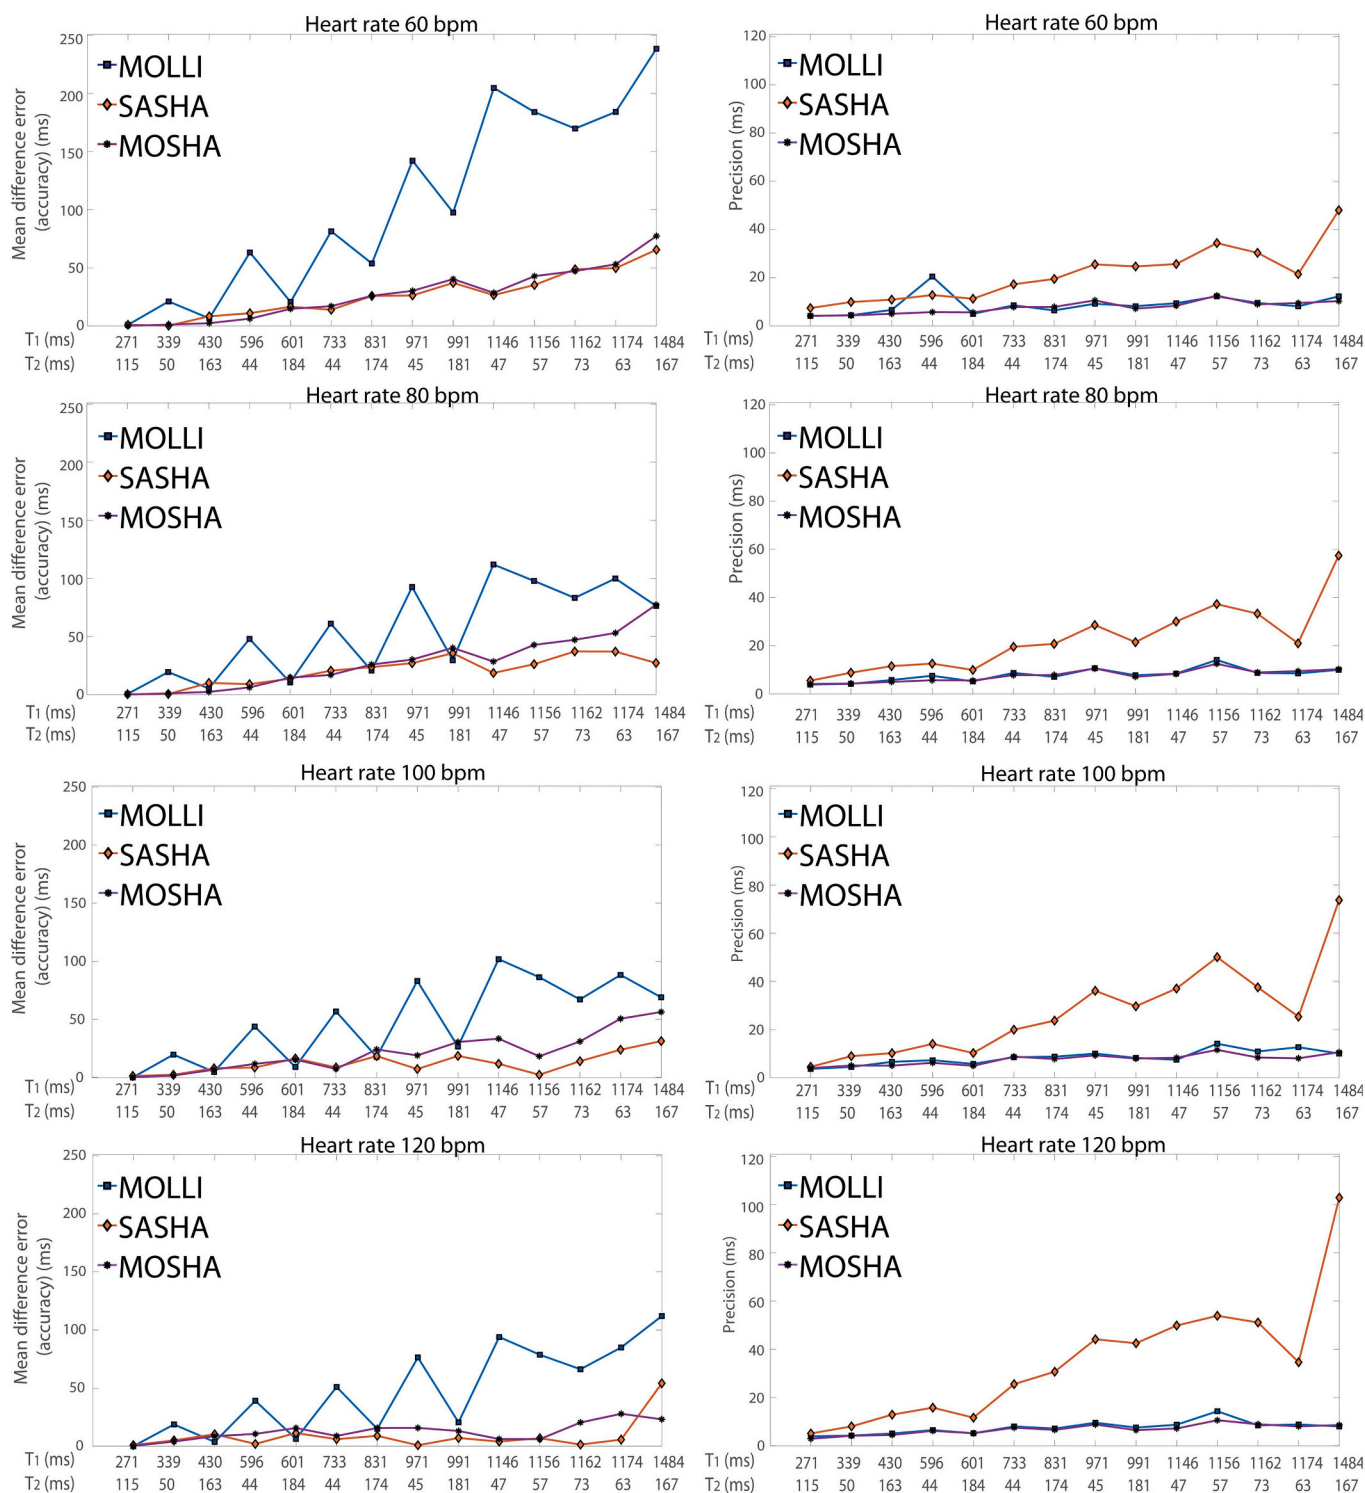 Heart rate 60 bpm
Mean difference error
(accuracy) (ms)
250
200
150
100
50
0
MOLLI
SASHA
MOSHA
T1 (ms) 271 339 430 596 601 733 831 971 991 1146 1156 1162 1174 1484
T2 (ms) 115 50 163 44 184 44 174 45 181 47 57 73 63 167
Heart rate 60 bpm
Precision (ms)
120
100
80
60
40
20
0
MOLLI
SASHA
MOSHA
271 339 430 596 601 733 831 971 991 1146 1156 1162 1174 1484
115 50 163 44 184 44 174 45 181 47 57 73 63 167
Heart rate 80 bpm
Mean difference error
(accuracy) (ms)
250
200
150
100
50
0
MOLLI
SASHA
MOSHA
T1 (ms) 271 339 430 596 601 733 831 971 991 1146 1156 1162 1174 1484
T2 (ms) 115 50 163 44 184 44 174 45 181 47 57 73 63 167
Heart rate 80 bpm
Precision (ms)
120
100
80
60
40
20
0
MOLLI
SASHA
MOSHA
271 339 430 596 601 733 831 971 991 1146 1156 1162 1174 1484
115 50 163 44 184 44 174 45 181 47 57 73 63 167
Heart rate 100 bpm
Mean difference error
(accuracy) (ms)
250
200
150
100
50
0
MOLLI
SASHA
MOSHA
T1 (ms) 271 339 430 596 601 733 831 971 991 1146 1156 1162 1174 1484
T2 (ms) 115 50 163 44 184 44 174 45 181 47 57 73 63 167
Heart rate 100 bpm
Precision (ms)
120
100
80
60
40
20
0
MOLLI
SASHA
MOSHA
271 339 430 596 601 733 831 971 991 1146 1156 1162 1174 1484
115 50 163 44 184 44 174 45 181 47 57 73 63 167
Heart rate 120 bpm
Mean difference error
(accuracy) (ms)
250
200
150
100
50
0
MOLLI
SASHA
MOSHA
T1 (ms) 271 339 430 596 601 733 831 971 991 1146 1156 1162 1174 1484
T2 (ms) 115 50 163 44 184 44 174 45 181 47 57 73 63 167
Heart rate 120 bpm
Precision (ms)
120
100
80
60
40
20
0
MOLLI
SASHA
MOSHA
271 339 430 596 601 733 831 971 991 1146 1156 1162 1174 1484
115 50 163 44 184 44 174 45 181 47 57 73 63 167